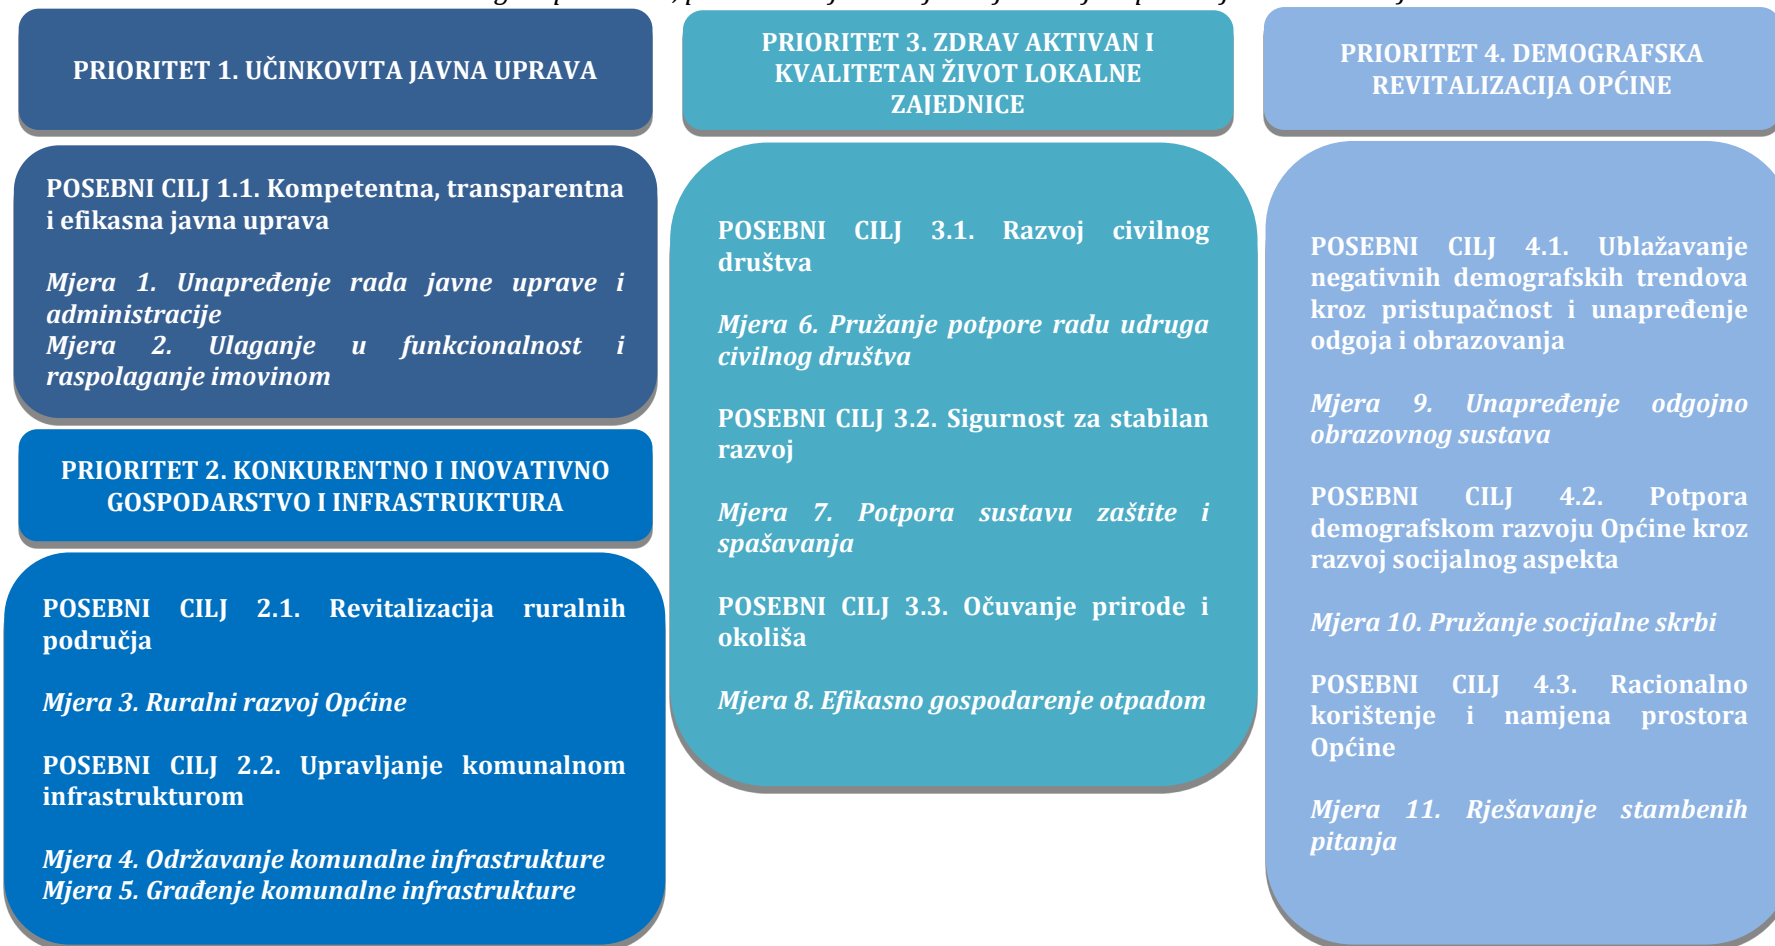 PRIORITET 1. UČINKOVITA JAVNA UPRAVA
POSEBNI CILJ 1.1. Kompetentna, transparentna
i efikasna javna uprava
Mjera 1. Unapređenje rada javne uprave i
administracije
Mjera 2. Ulaganje u funkcionalnost i
raspolaganje imovinom
PRIORITET 2. KONKURENTNO I INOVATIVNO
GOSPODARSTVO I INFRASTRUKTURA
POSEBNI CILJ 2.1. Revitalizacija ruralnih
područja
Mjera 3. Ruralni razvoj Općine
POSEBNI CILJ 2.2. Upravljanje komunalnom
infrastrukturom
Mjera 4. Održavanje komunalne infrastrukture
Mjera 5. Građenje komunalne infrastrukture
PRIORITET 3. ZDRAV AKTIVAN I
KVALITETAN ŽIVOT LOKALNE
ZAJEDNICE
POSEBNI CILJ 3.1. Razvoj civilnog
društva
Mjera 6. Pružanje potpore radu udruga
civilnog društva
POSEBNI CILJ 3.2. Sigurnost za stabilan
razvoj
Mjera 7. Potpora sustavu zaštite i
spašavanja
POSEBNI CILJ 3.3. Očuvanje prirode i
okoliša
Mjera 8. Efikasno gospodarenje otpadom
PRIORITET 4. DEMOGRAFSKA
REVITALIZACIJA OPĆINE
POSEBNI CILJ 4.1. Ublažavanje
negativnih demografskih trendova
kroz pristupačnost i unapređenje
odgoja i obrazovanja
Mjera 9. Unapređenje odgojno
obrazovnog sustava
POSEBNI CILJ 4.2. Potpora
demografskom razvoju Općine kroz
razvoj socijalnog aspekta
Mjera 10. Pružanje socijalne skrbi
POSEBNI CILJ 4.3. Racionalno
korištenje i namjena prostora
Općine
Mjera 11. Rješavanje stambenih
pitanja